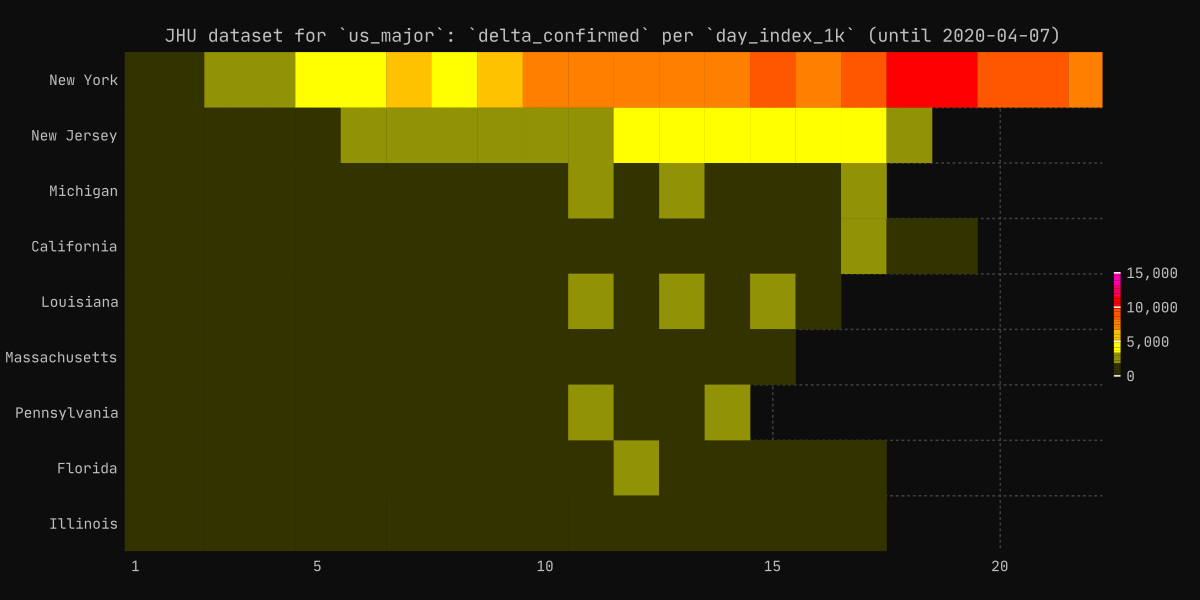 JHU dataset for `us_major`: `delta_confirmed` per `day_index_1k` (until 2020-04-07)
New York
New Jersey
Michigan
California
Louisiana
Massachusetts
Pennsylvania
Florida
Illinois
1 5 10 15 20
15,000
10,000
5,000
0